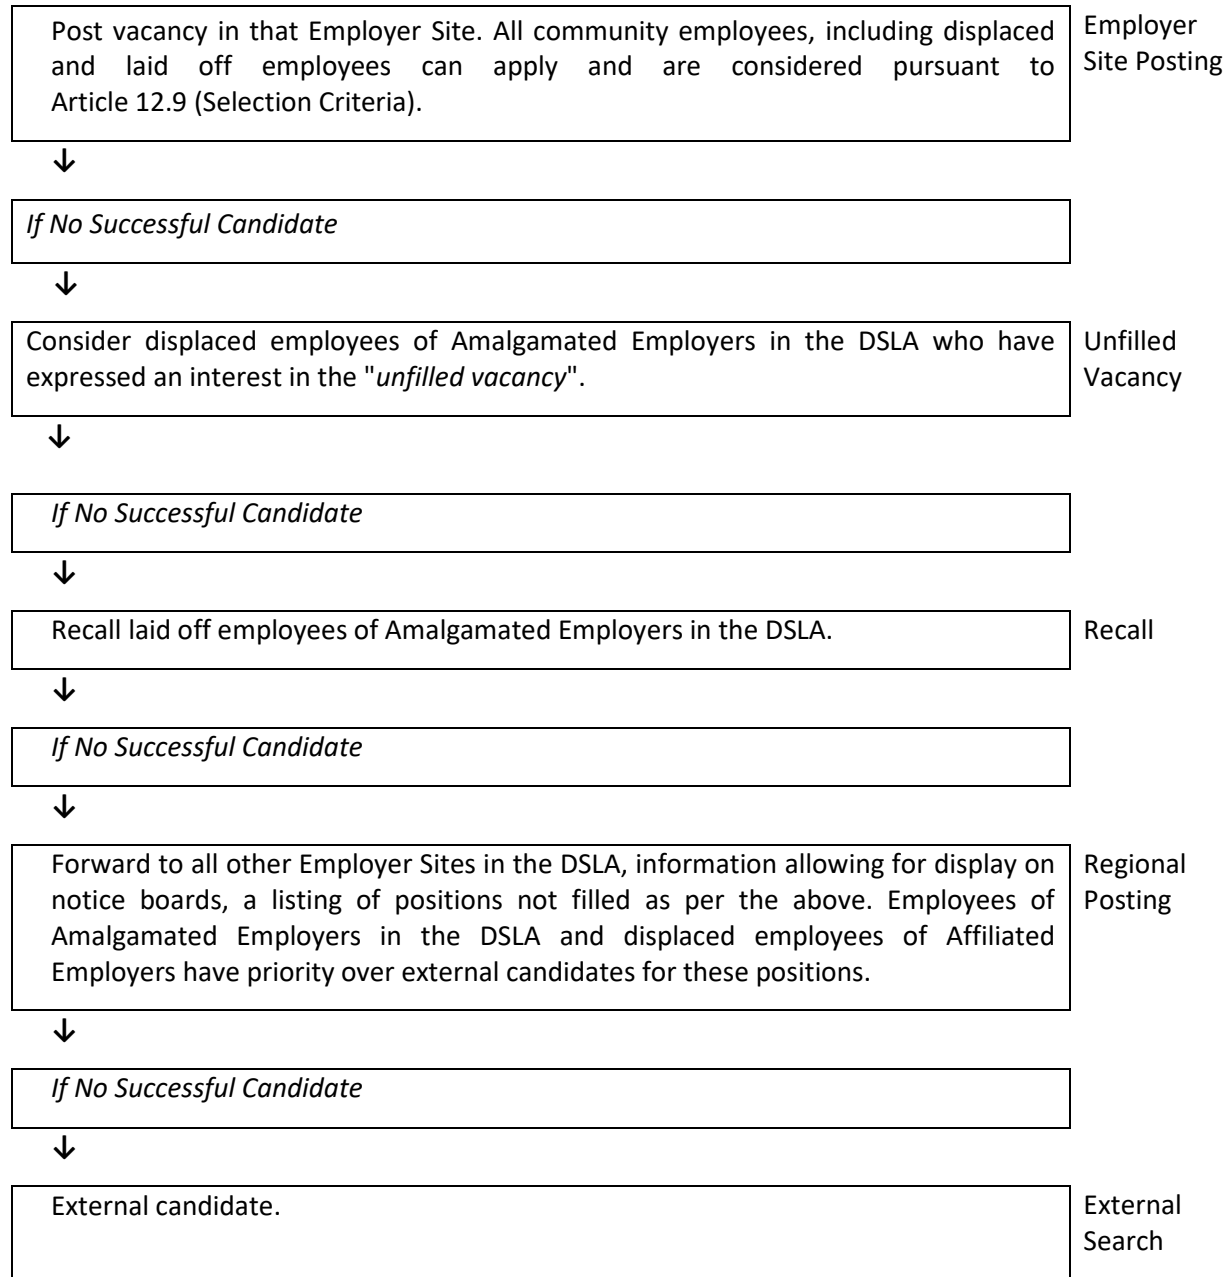 Post vacancy in that Employer Site. All community employees, including displaced
and laid off employees can apply and are considered pursuant to
Article 12.9 (Selection Criteria).
Employer
Site Posting
↓
If No Successful Candidate
↓
Consider displaced employees of Amalgamated Employers in the DSLA who have
expressed an interest in the "unfilled vacancy".
Unfilled
Vacancy
↓
If No Successful Candidate
↓
Recall laid off employees of Amalgamated Employers in the DSLA.
Recall
↓
If No Successful Candidate
↓
Forward to all other Employer Sites in the DSLA, information allowing for display on
notice boards, a listing of positions not filled as per the above. Employees of
Amalgamated Employers in the DSLA and displaced employees of Affiliated
Employers have priority over external candidates for these positions.
Regional
Posting
↓
If No Successful Candidate
↓
External candidate.
External
Search